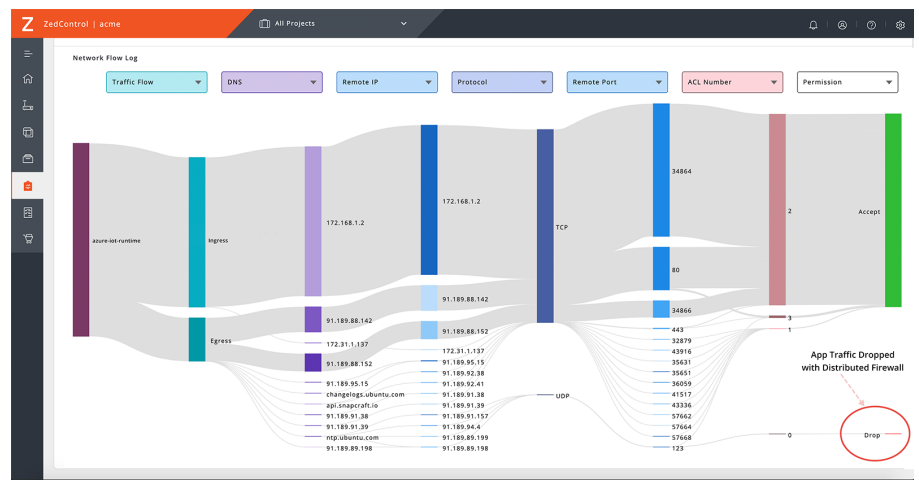 Z ZedControl | acme
All Projects
Network Flow Log
Traffic Flow
DNS
Remote IP
Protocol
Remote Port
ACL Number
Permission
azure-iot-runtime
Ingress
Egress
172.168.1.2
91.189.88.142
172.31.1.137
91.189.88.152
91.189.95.15
changelogs.ubuntu.com
api.snapcraft.io
91.189.91.38
91.189.91.39
ntp.ubuntu.com
91.189.89.198
172.168.1.2
91.189.88.142
91.189.88.152
172.31.1.137
91.189.95.15
91.189.92.38
91.189.92.41
91.189.91.38
91.189.91.39
91.189.91.157
91.189.94.4
91.189.89.199
91.189.89.198
TCP
UDP
34864
80
34866
443
32879
43916
35631
35651
36059
41517
43336
57662
57664
57668
123
2
3
1
0
Accept
App Traffic Dropped
with Distributed Firewall
Drop